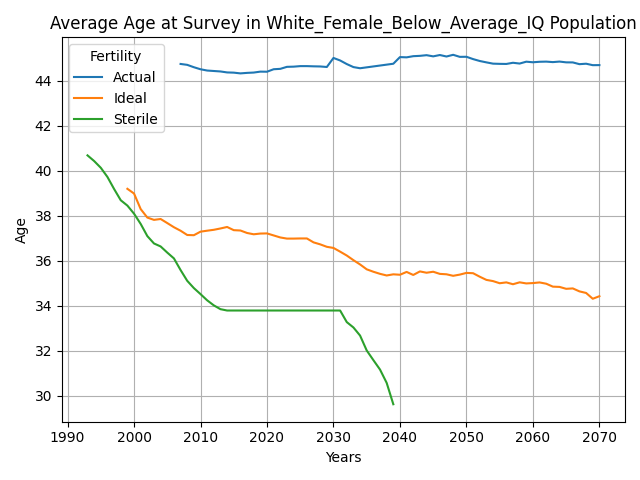 Average Age at Survey in White_Female_Below_Average_IQ Population
Fertility
Actual
Ideal
Sterile
Age
44
42
40
38
36
34
32
30
1990
2000
2010
2020
2030
2040
2050
2060
2070
Years